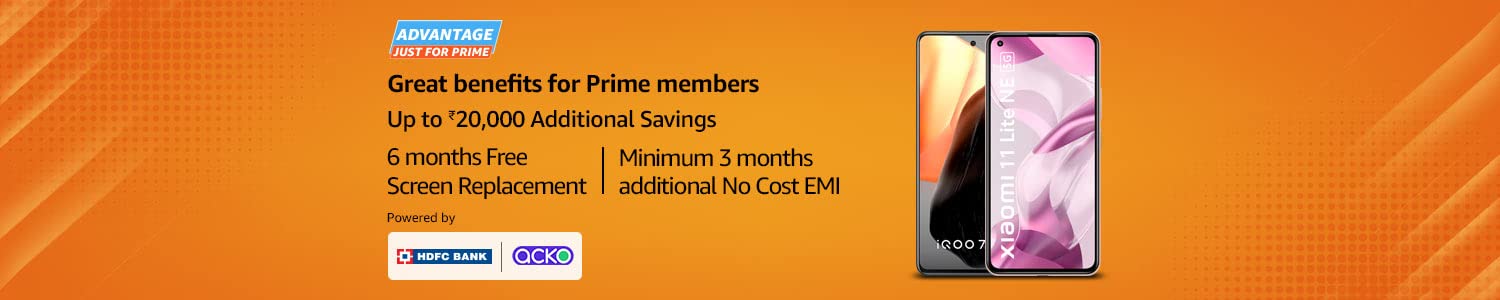 ADVANTAGE
JUST FOR PRIME
Great benefits for Prime members
Up to ₹20,000 Additional Savings
6 months Free
Screen Replacement
Minimum 3 months
additional No Cost EMI
Powered by
HDFC BANK
acko
iQOO 7
xiaomi 11 Lite NE 5G